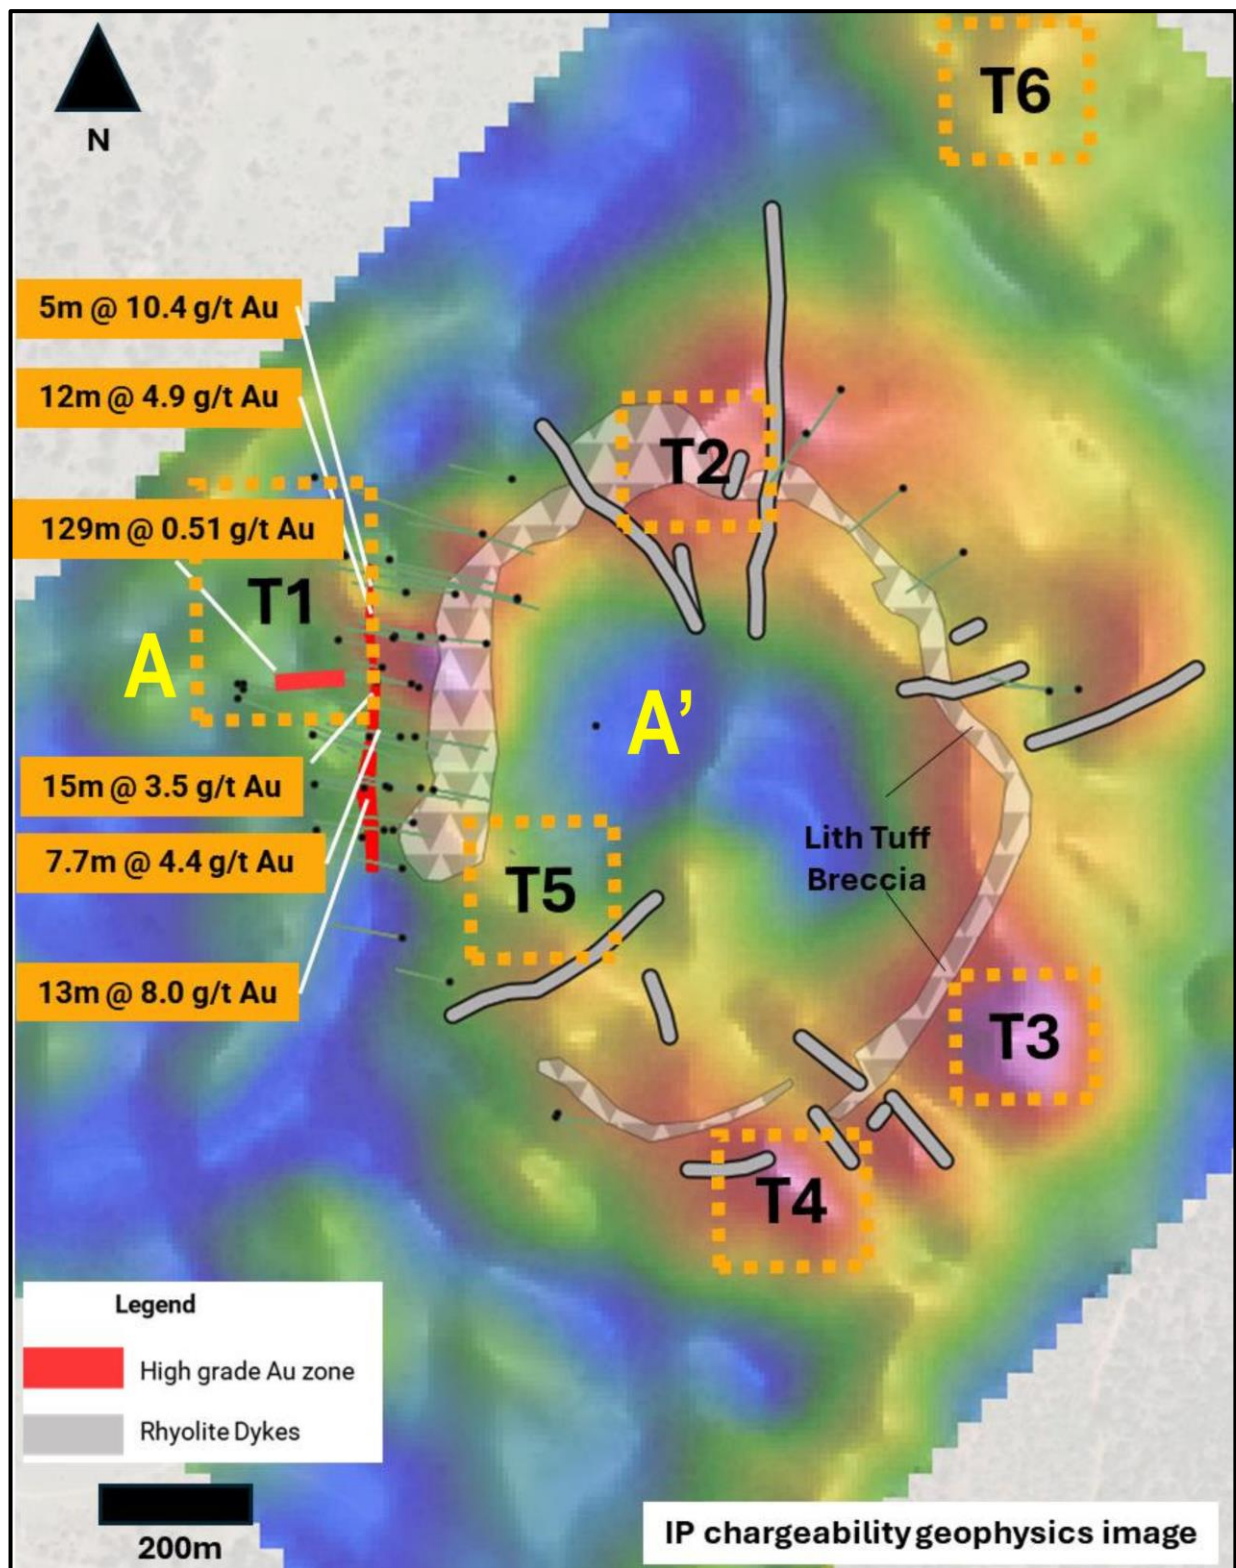 T6
N
5m @ 10.4 g/t Au
12m @ 4.9 g/t Au
T2
129m @ 0.51 g/t Au
T1
A
A’
15m @ 3.5 g/t Au
Lith Tuff
Breccia
7.7m @ 4.4 g/t Au
T5
13m @ 8.0 g/t Au
T3
T4
Legend
High grade Au zone
Rhyolite Dykes
200m
IP chargeability geophysics image